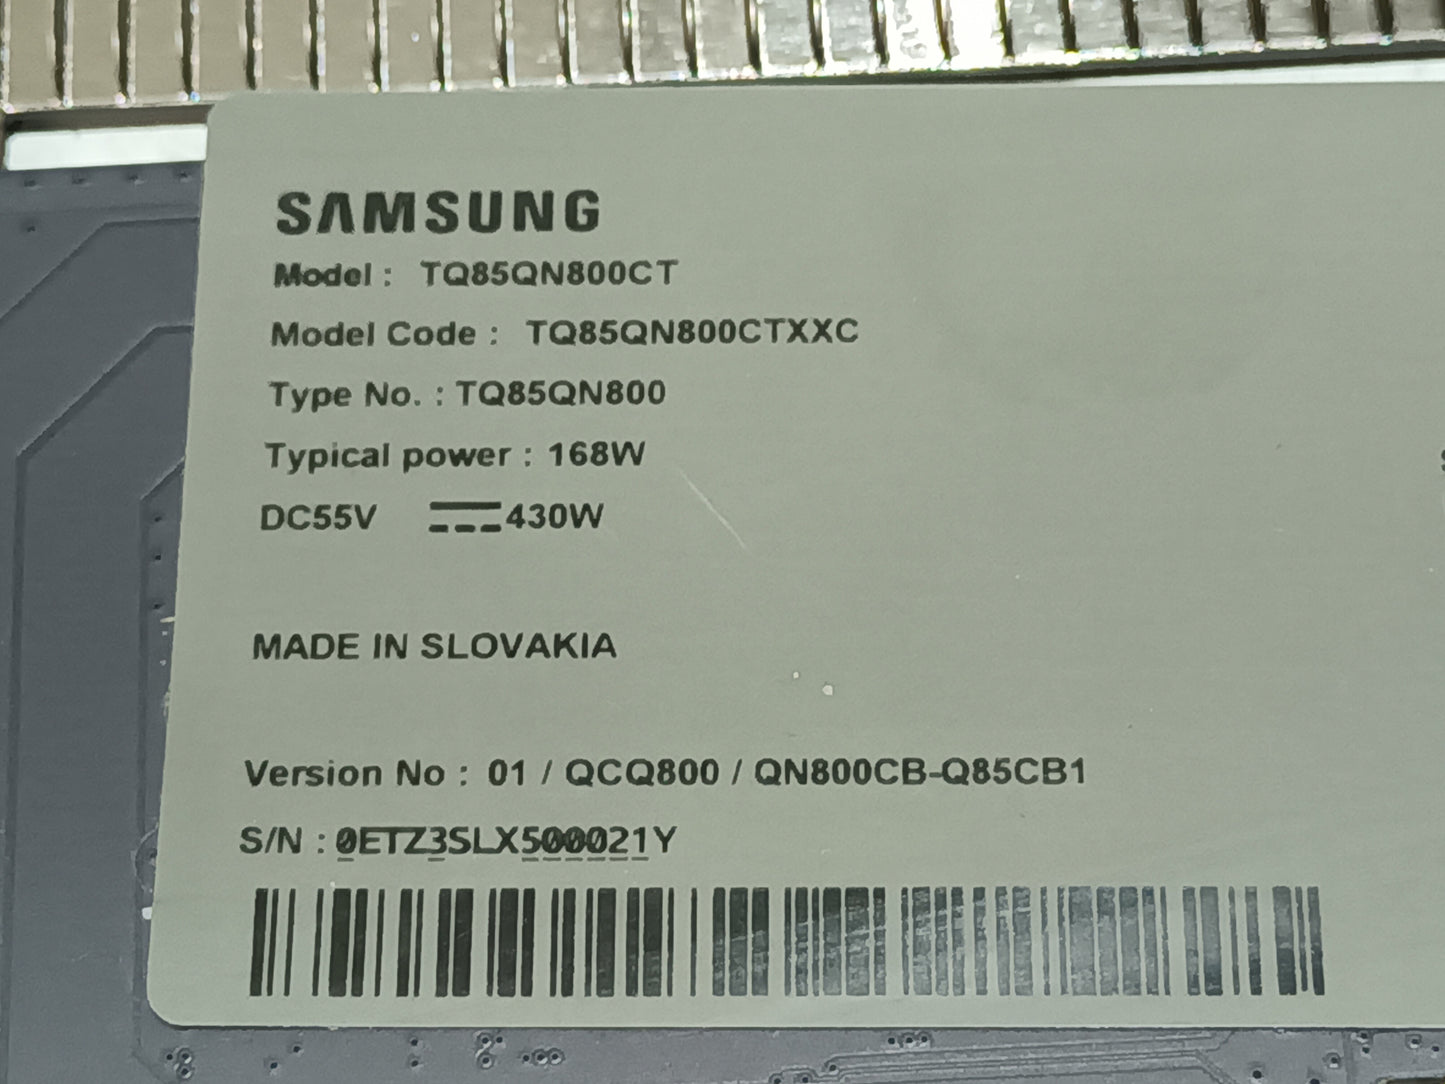 SAMSUNG
Model : TQ85QN800CT
Model Code : TQ85QN800CTXXC
Type No. : TQ85QN800
Typical power : 168W
DC55V ⎓430W
MADE IN SLOVAKIA
Version No : 01 / QCQ800 / QN800CB-Q85CB1
S/N : 0ETZ3SLX500021Y